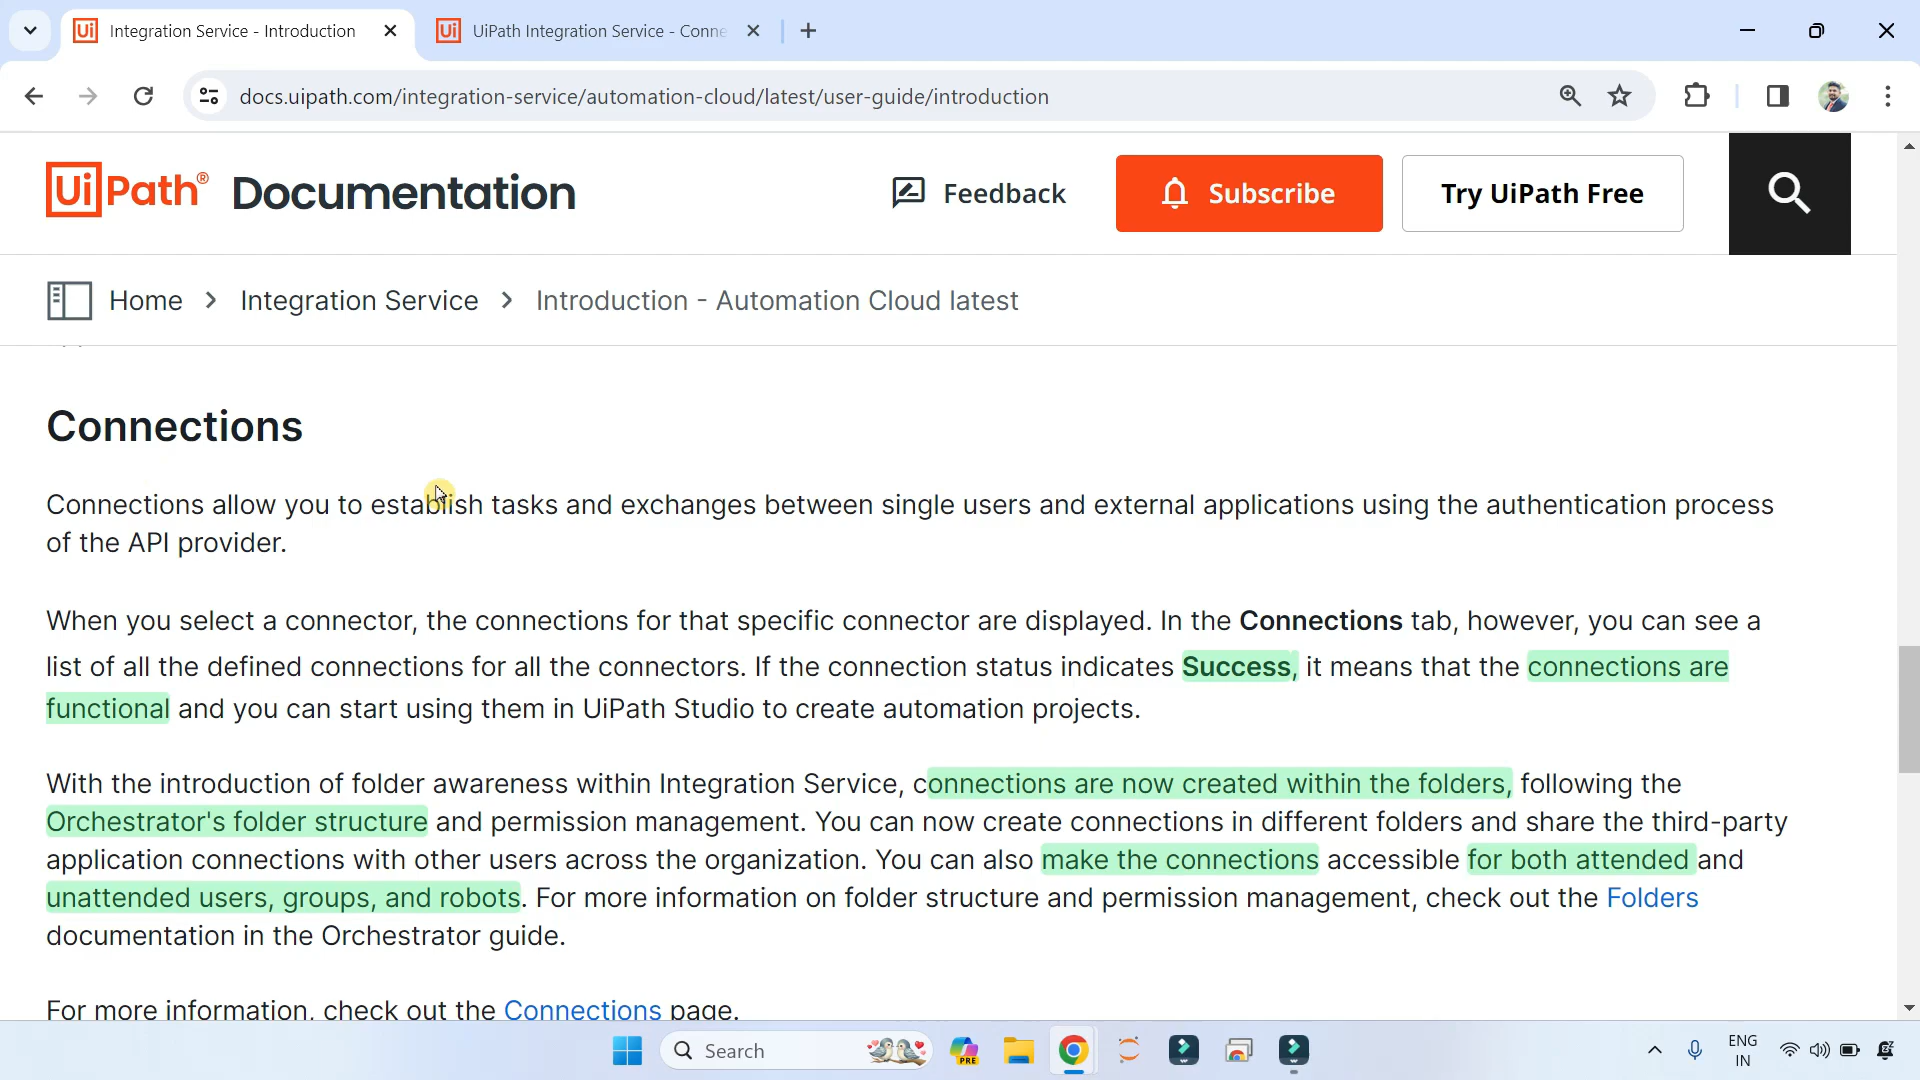 Integration Service - Introduction
UiPath Integration Service - Conne
docs.uipath.com/integration-service/automation-cloud/latest/user-guide/introduction
UiPath® Documentation
Feedback
Subscribe
Try UiPath Free
Home > Integration Service > Introduction - Automation Cloud latest
Connections
Connections allow you to establish tasks and exchanges between single users and external applications using the authentication process
of the API provider.
When you select a connector, the connections for that specific connector are displayed. In the Connections tab, however, you can see a
list of all the defined connections for all the connectors. If the connection status indicates Success, it means that the connections are
functional and you can start using them in UiPath Studio to create automation projects.
With the introduction of folder awareness within Integration Service, connections are now created within the folders, following the
Orchestrator's folder structure and permission management. You can now create connections in different folders and share the third-party
application connections with other users across the organization. You can also make the connections accessible for both attended and
unattended users, groups, and robots. For more information on folder structure and permission management, check out the Folders
documentation in the Orchestrator guide.
For more information, check out the Connections page.
Search
PRE
ENG
IN